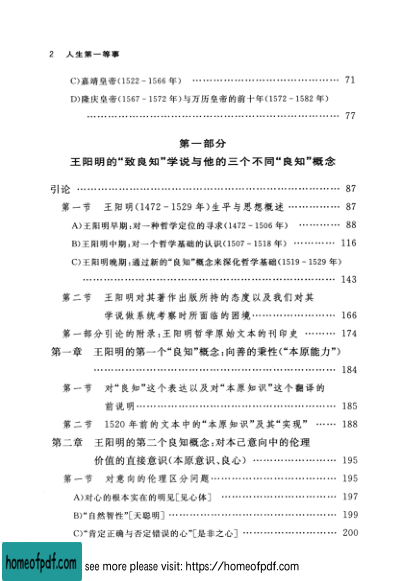 2 人生第一等事
C)嘉靖皇帝(1522－1566 年) …………………………………… 71
D)隆庆皇帝(1567－1572 年)与万历皇帝的前十年(1572－1582 年)
……………………………………………………………… 77
第一部分
王阳明的“致良知”学说与他的三个不同“良知”概念
引论 ………………………………………………………………… 87
第一节 王阳明(1472－1529 年)生平与思想概述 …………… 87
A)王阳明早期:对一种哲学定位的寻求(1472－1506 年) ………… 88
B)王阳明中期:对一个哲学基础的认识(1507－1518 年) ………… 116
C)王阳明晚期:通过新的“良知”概念来深化哲学基础(1519－1529 年)
……………………………………………………………… 143
第二节 王阳明对其著作出版所持的态度以及我们对其
学说做系统考察时所面临的困境…………………… 166
第一部分引论的附录:王阳明哲学原始文本的刊印史 ……… 174
第一章 王阳明的第一个“良知”概念:向善的秉性(“本原能力”)
……………………………………………………………… 184
第一节 对“良知”这个表达以及对“本原知识”这个翻译的
前说明………………………………………………… 185
第二节 1520 年前的文本中的“本原知识”及其“实现” …… 188
第二章 王阳明的第二个良知概念:对本己意向中的伦理
价值的直接意识(本原意识、良心) …………………… 195
第一节 对意向的伦理区分问题……………………………… 195
A)对心的根本实在的明见[见心体] …………………………… 197
B)“自然智性”[天聪明] ………………………………………… 199
C)“肯定正确与否定错误的心”[是非之心] …………………… 200
homeofpdf.com
see more please visit: https://homeofpdf.com